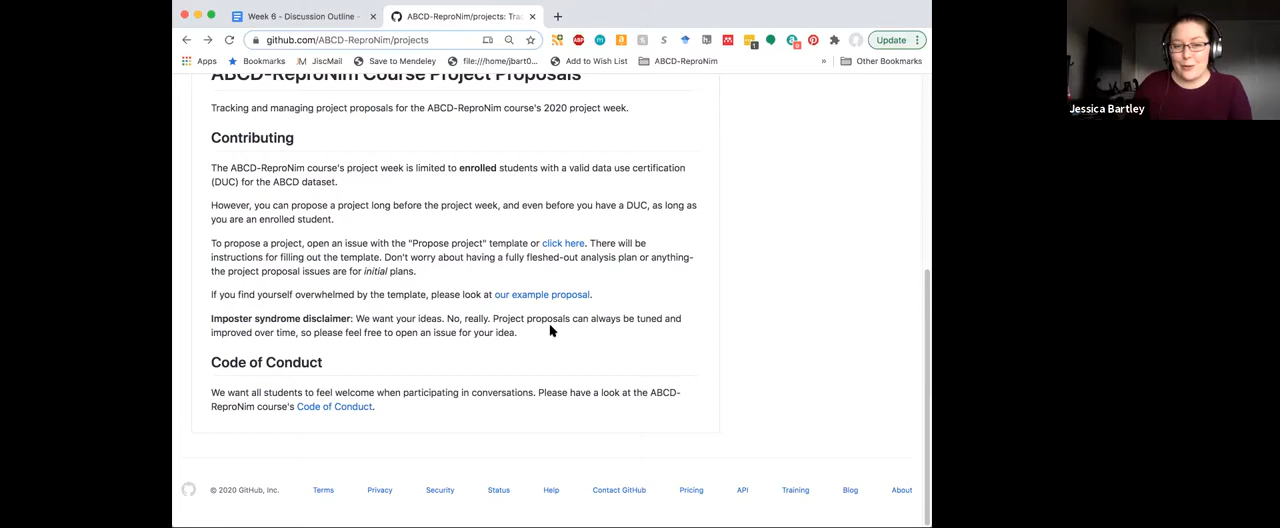 Week 6 - Discussion Outline -
ABCD-ReproNim/projects: Trac
github.com/ABCD-ReproNim/projects
Update
Apps
Bookmarks
JiscMail
Save to Mendeley
file:///home/jbart0...
Add to Wish List
ABCD-ReproNim
»
Other Bookmarks
ABCD-ReproNim Course Project Proposals
Tracking and managing project proposals for the ABCD-ReproNim course's 2020 project week.
Contributing
The ABCD-ReproNim course's project week is limited to enrolled students with a valid data use certification
(DUC) for the ABCD dataset.
However, you can propose a project long before the project week, and even before you have a DUC, as long as
you are an enrolled student.
To propose a project, open an issue with the "Propose project" template or click here. There will be
instructions for filling out the template. Don't worry about having a fully fleshed-out analysis plan or anything-
the project proposal issues are for initial plans.
If you find yourself overwhelmed by the template, please look at our example proposal.
Imposter syndrome disclaimer: We want your ideas. No, really. Project proposals can always be tuned and
improved over time, so please feel free to open an issue for your idea.
Code of Conduct
We want all students to feel welcome when participating in conversations. Please have a look at the ABCD-
ReproNim course's Code of Conduct.
© 2020 GitHub, Inc.
Terms
Privacy
Security
Status
Help
Contact GitHub
Pricing
API
Training
Blog
About
Jessica Bartley